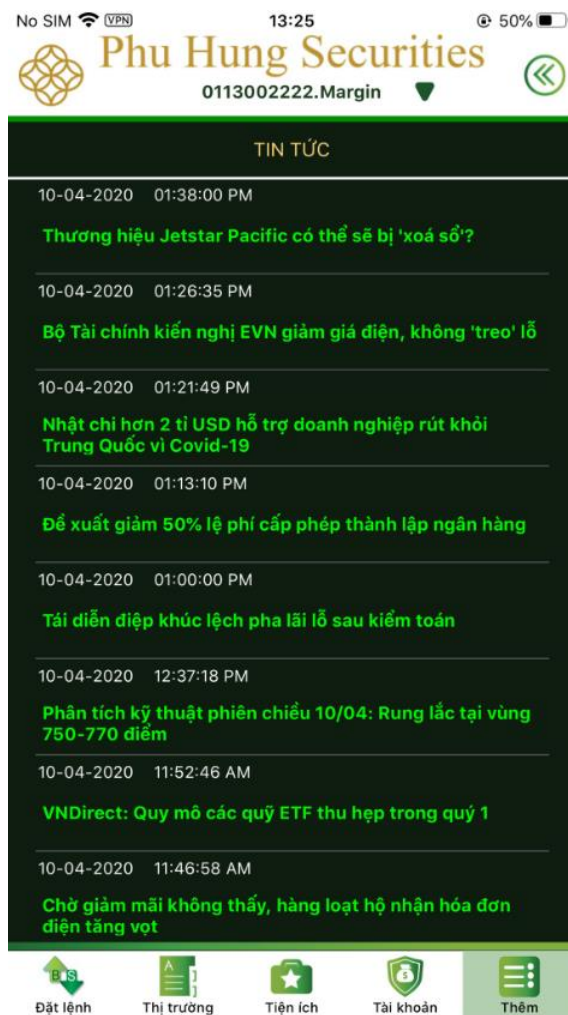 No SIM VPN 13:25 50%
Phu Hung Securities
0113002222.Margin
TIN TỨC
10-04-2020 01:38:00 PM
Thương hiệu Jetstar Pacific có thể sẽ bị 'xoá sổ'?
10-04-2020 01:26:35 PM
Bộ Tài chính kiến nghị EVN giảm giá điện, không 'treo' lỗ
10-04-2020 01:21:49 PM
Nhật chi hơn 2 tỉ USD hỗ trợ doanh nghiệp rút khỏi
Trung Quốc vì Covid-19
10-04-2020 01:13:10 PM
Đề xuất giảm 50% lệ phí cấp phép thành lập ngân hàng
10-04-2020 01:00:00 PM
Tái diễn điệp khúc lệch pha lãi lỗ sau kiểm toán
10-04-2020 12:37:18 PM
Phân tích kỹ thuật phiên chiều 10/04: Rung lắc tại vùng
750-770 điểm
10-04-2020 11:52:46 AM
VNDirect: Quy mô các quỹ ETF thu hẹp trong quý 1
10-04-2020 11:46:58 AM
Chờ giảm mãi không thấy, hàng loạt hộ nhận hóa đơn
điện tăng vọt
B S
Đặt lệnh Thị trường Tiện ích Tài khoản Thêm